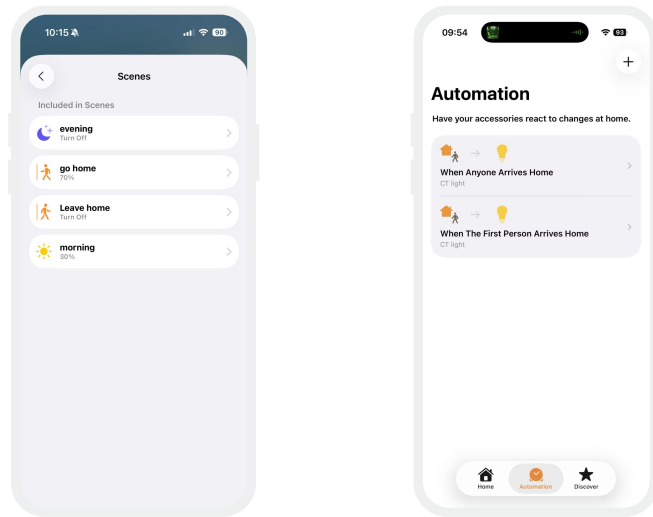 10:15
90
Scenes
Included in Scenes
evening
Turn Off
go home
70%
Leave home
Turn Off
morning
30%
09:54
93
Automation
Have your accessories react to changes at home.
When Anyone Arrives Home
CT light
When The First Person Arrives Home
CT light
Home
Automation
Discover